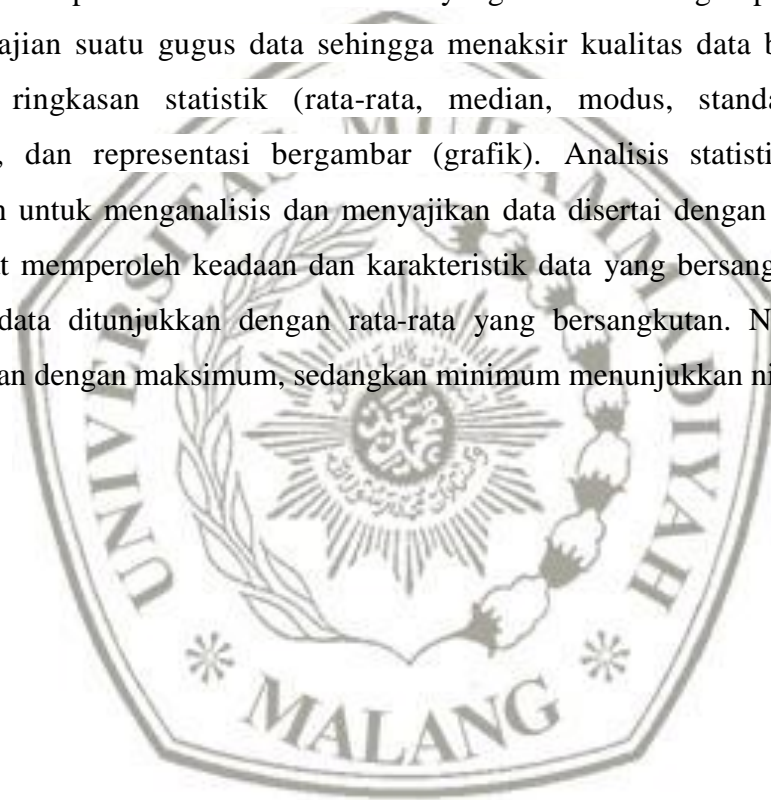 ajian suatu gugus data sehingga menaksir kualitas data b
ringkasan statistik (rata-rata, median, modus, standa
, dan representasi bergambar (grafik). Analisis statisti
n untuk menganalisis dan menyajikan data disertai dengan
t memperoleh keadaan dan karakteristik data yang bersang
data ditunjukkan dengan rata-rata yang bersangkutan. N
an dengan maksimum, sedangkan minimum menunjukkan ni
UNIVERSITAS MUHAMMADIYAH
MALANG